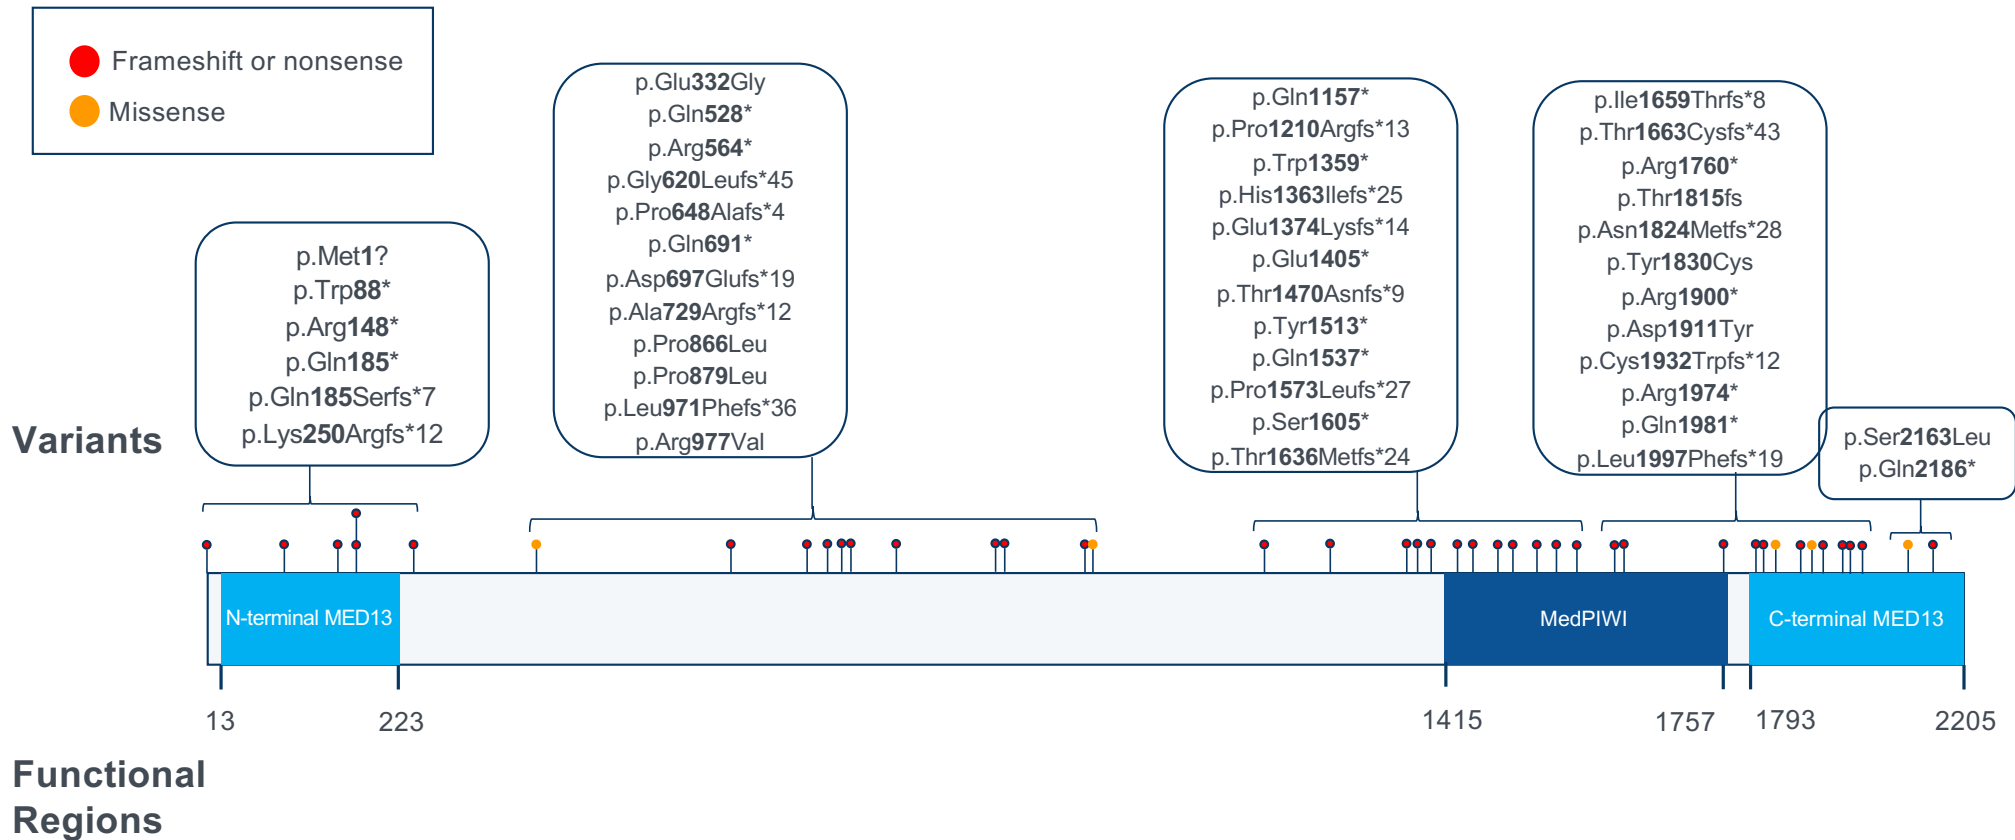 Frameshift or nonsense
Missense
p.Met1?
p.Trp88*
p.Arg148*
p.Gln185*
p.Gln185Serfs*7
p.Lys250Argfs*12
p.Glu332Gly
p.Gln528*
p.Arg564*
p.Gly620Leufs*45
p.Pro648Alafs*4
p.Gln691*
p.Asp697Glufs*19
p.Ala729Argfs*12
p.Pro866Leu
p.Pro879Leu
p.Leu971Phefs*36
p.Arg977Val
p.Gln1157*
p.Pro1210Argfs*13
p.Trp1359*
p.His1363Ilefs*25
p.Glu1374Lysfs*14
p.Glu1405*
p.Thr1470Asnfs*9
p.Tyr1513*
p.Gln1537*
p.Pro1573Leufs*27
p.Ser1605*
p.Thr1636Metfs*24
p.Ile1659Thrfs*8
p.Thr1663Cysfs*43
p.Arg1760*
p.Thr1815fs
p.Asn1824Metfs*28
p.Tyr1830Cys
p.Arg1900*
p.Asp1911Tyr
p.Cys1932Trpfs*12
p.Arg1974*
p.Gln1981*
p.Leu1997Phefs*19
p.Ser2163Leu
p.Gln2186*
Variants
N-terminal MED13
MedPIWI
C-terminal MED13
13
223
1415
1757
1793
2205
Functional
Regions